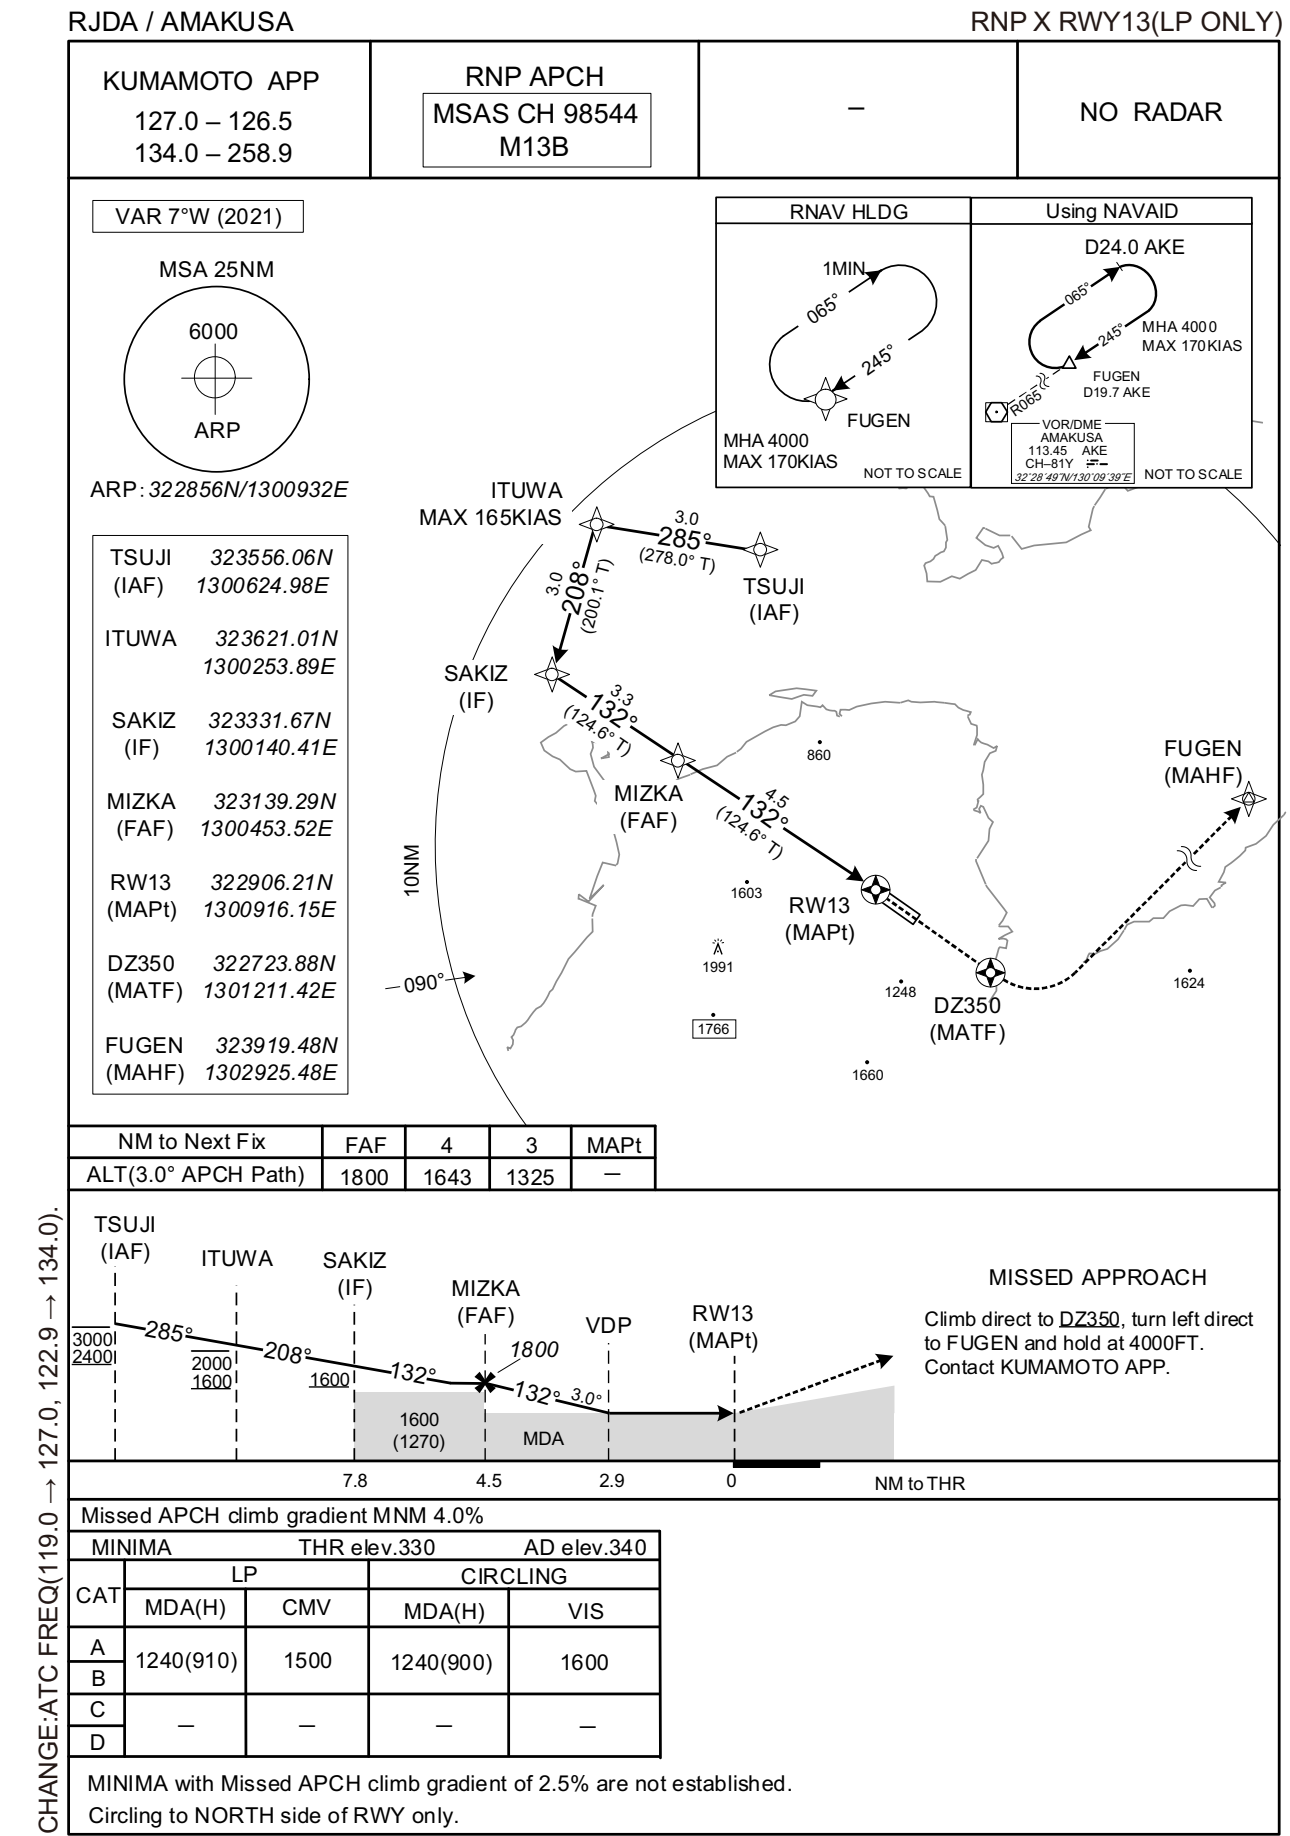 RJDA / AMAKUSA
RNP X RWY13(LP ONLY)
KUMAMOTO APP
127.0 – 126.5
134.0 – 258.9
RNP APCH
MSAS CH 98544
M13B
–
NO RADAR
VAR 7°W (2021)
MSA 25NM
6000
ARP
ARP: 322856N/1300932E
RNAV HLDG
1MIN
065°
245°
FUGEN
MHA 4000
MAX 170KIAS
NOT TO SCALE
Using NAVAID
D24.0 AKE
065°
245°
MHA 4000
MAX 170KIAS
FUGEN
D19.7 AKE
R065
VOR/DME
AMAKUSA
113.45 AKE
CH–81Y
32°28'49"N/130°09'39"E
NOT TO SCALE
TSUJI 323556.06N
(IAF) 1300624.98E
ITUWA 323621.01N
1300253.89E
SAKIZ 323331.67N
(IF) 1300140.41E
MIZKA 323139.29N
(FAF) 1300453.52E
RW13 322906.21N
(MAPt) 1300916.15E
DZ350 322723.88N
(MATF) 1301211.42E
FUGEN 323919.48N
(MAHF) 1302925.48E
ITUWA
MAX 165KIAS
3.0
285°
(278.0° T)
TSUJI
(IAF)
3.0
208°
(200.1° T)
SAKIZ
(IF)
3.3
132°
(124.6° T)
MIZKA
(FAF)
4.5
132°
(124.6° T)
860
FUGEN
(MAHF)
10NM
1603
RW13
(MAPt)
1991
090°
1248
DZ350
(MATF)
1624
1766
1660
NM to Next Fix FAF 4 3 MAPt
ALT(3.0° APCH Path) 1800 1643 1325 –
TSUJI
(IAF)
ITUWA
SAKIZ
(IF)
MIZKA
(FAF)
VDP
RW13
(MAPt)
3000
2400
285°
2000
1600
208°
1600
132°
1800
132°
3.0°
1600
(1270)
MDA
MISSED APPROACH
Climb direct to DZ350, turn left direct
to FUGEN and hold at 4000FT.
Contact KUMAMOTO APP.
7.8 4.5 2.9 0 NM to THR
Missed APCH climb gradient MNM 4.0%
MINIMA THR elev.330 AD elev.340
CAT LP CIRCLING
MDA(H) CMV MDA(H) VIS
A
B
1240(910) 1500 1240(900) 1600
C
D
– – – –
MINIMA with Missed APCH climb gradient of 2.5% are not established.
Circling to NORTH side of RWY only.
CHANGE:ATC FREQ(119.0 → 127.0, 122.9 → 134.0).